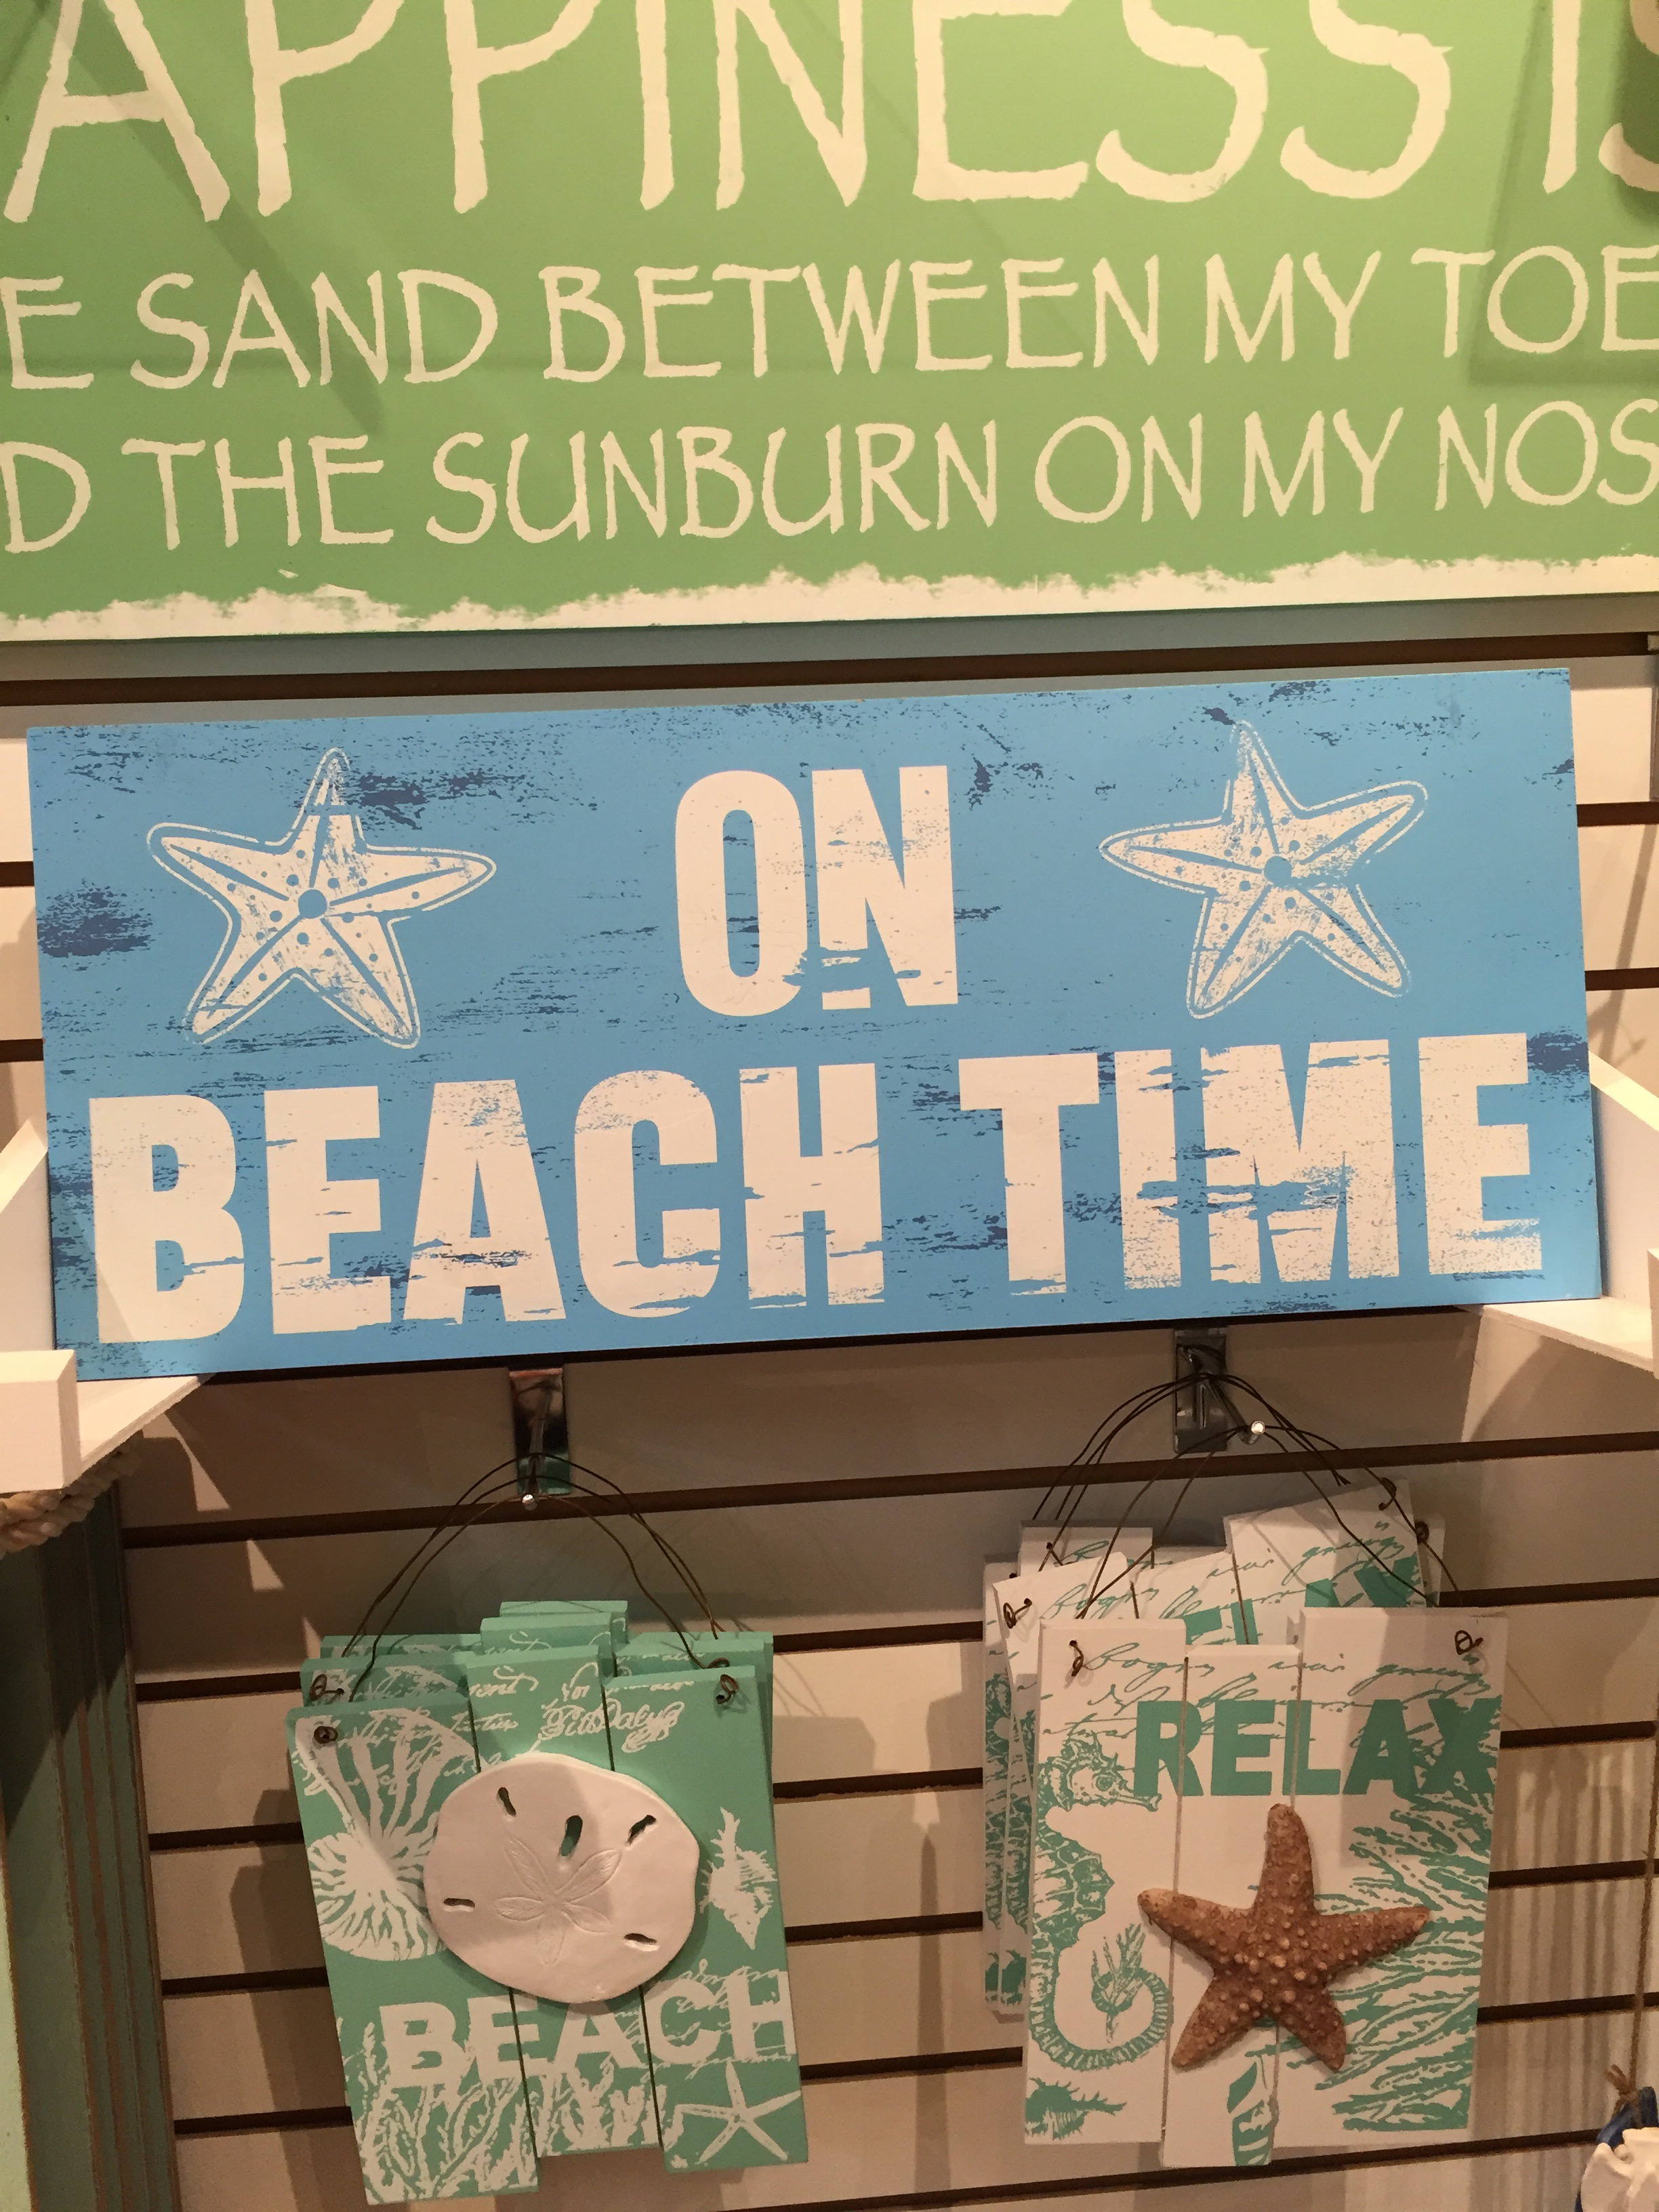 APPINESS IS
E SAND BETWEEN MY TOE
D THE SUNBURN ON MY NOS
ON
BEACH TIME
RELAX
BEACH